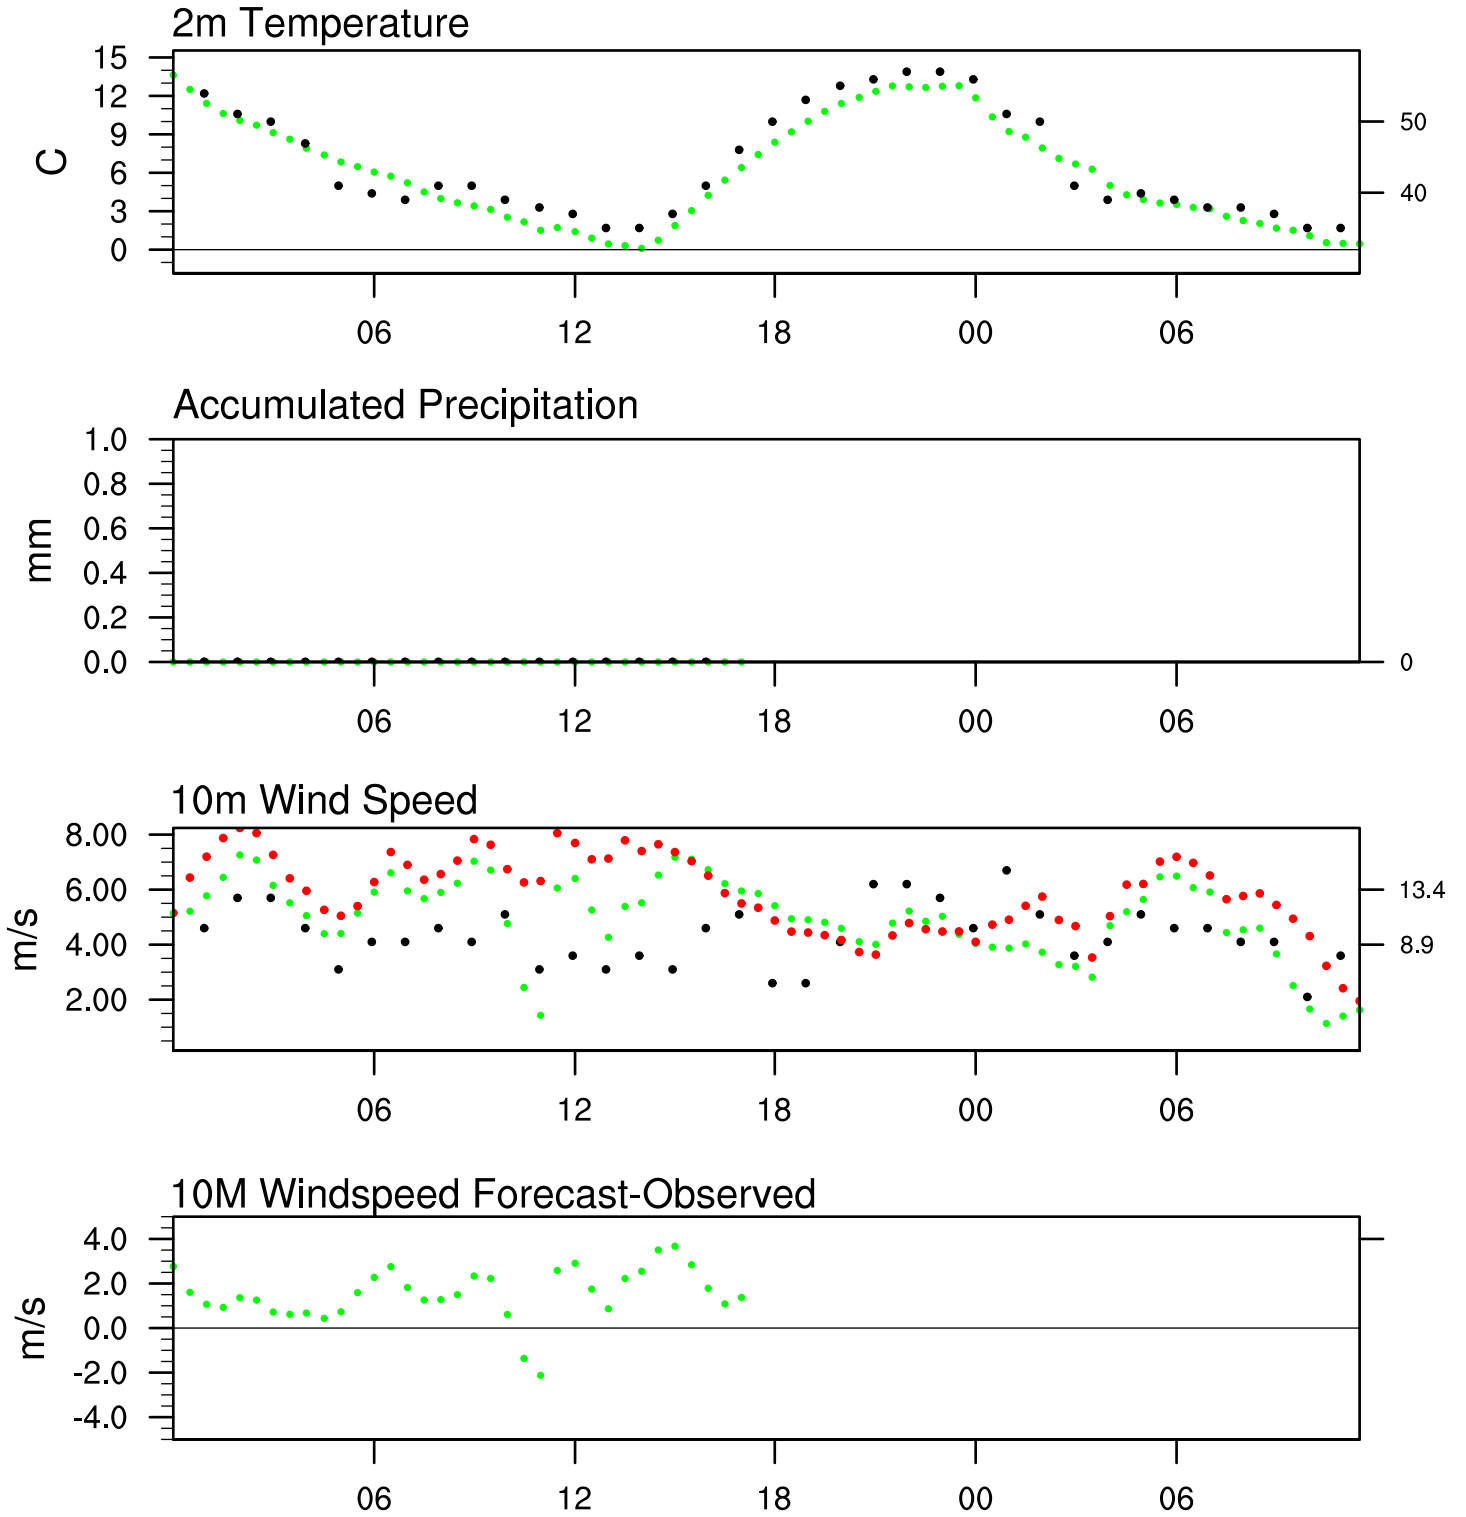 2m Temperature
15
12
9
6
3
0
C
50
40
06 12 18 00 06
Accumulated Precipitation
1.0
0.8
0.6
0.4
0.2
0.0
mm
0
06 12 18 00 06
10m Wind Speed
8.00
6.00
4.00
2.00
m/s
13.4
8.9
06 12 18 00 06
10M Windspeed Forecast-Observed
4.0
2.0
0.0
-2.0
-4.0
m/s
06 12 18 00 06